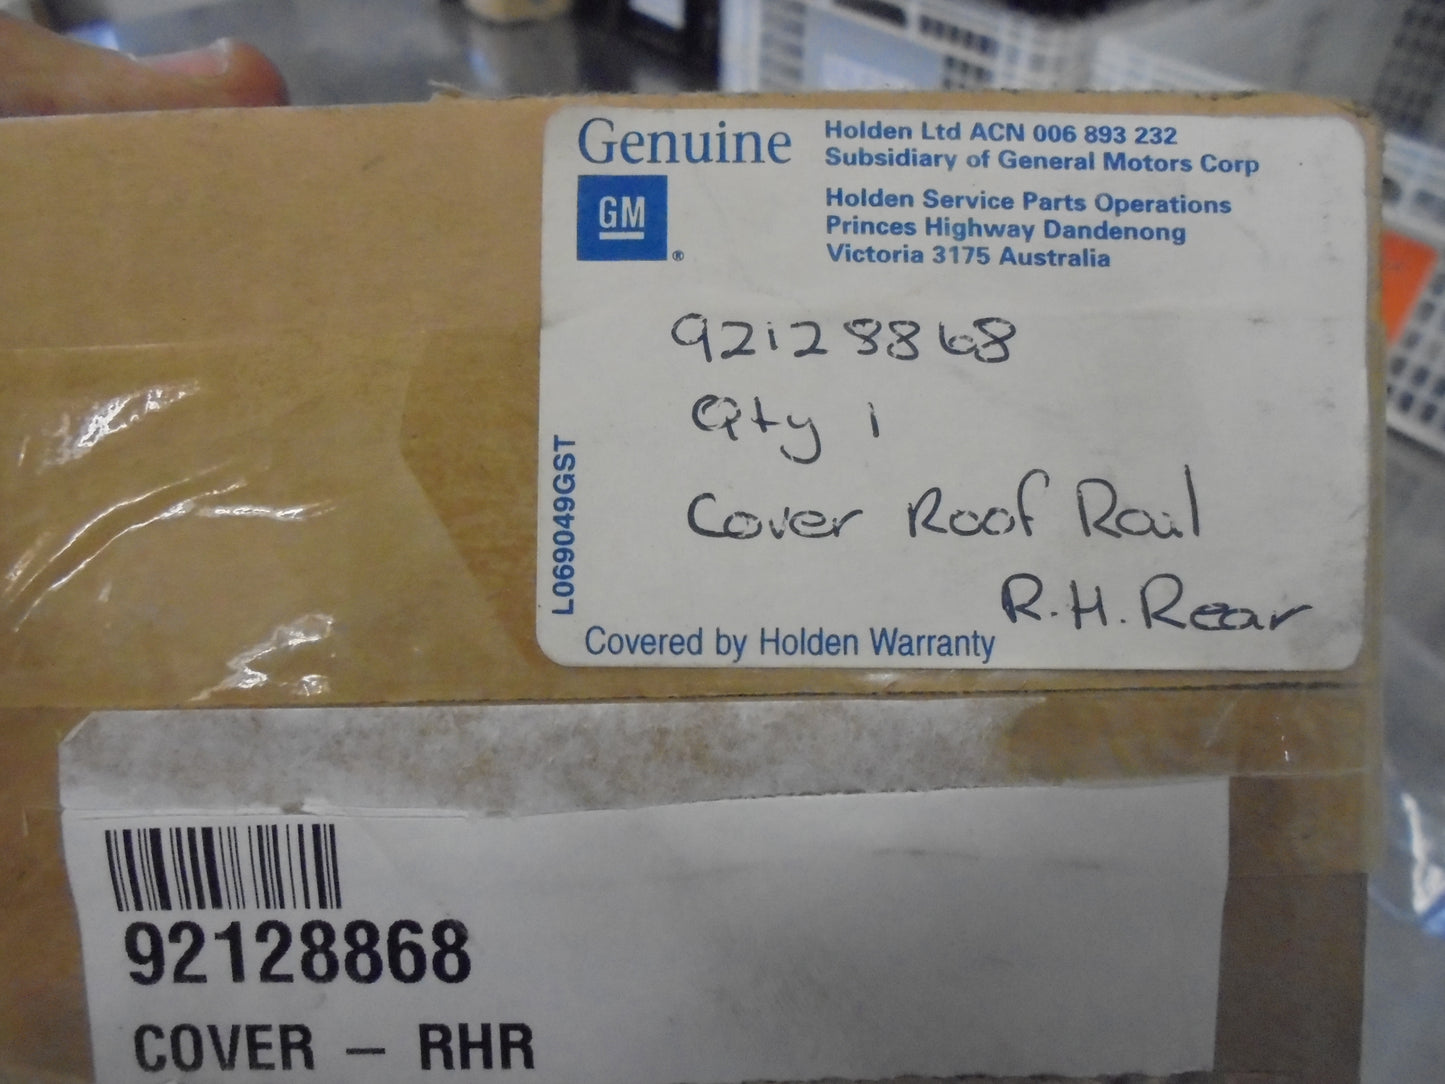 Genuine
GM
®
Holden Ltd ACN 006 893 232
Subsidiary of General Motors Corp
Holden Service Parts Operations
Princes Highway Dandenong
Victoria 3175 Australia
92128868
Qty 1
Cover Roof Rail
R.H. Rear
L069049GST
Covered by Holden Warranty
92128868
COVER – RHR